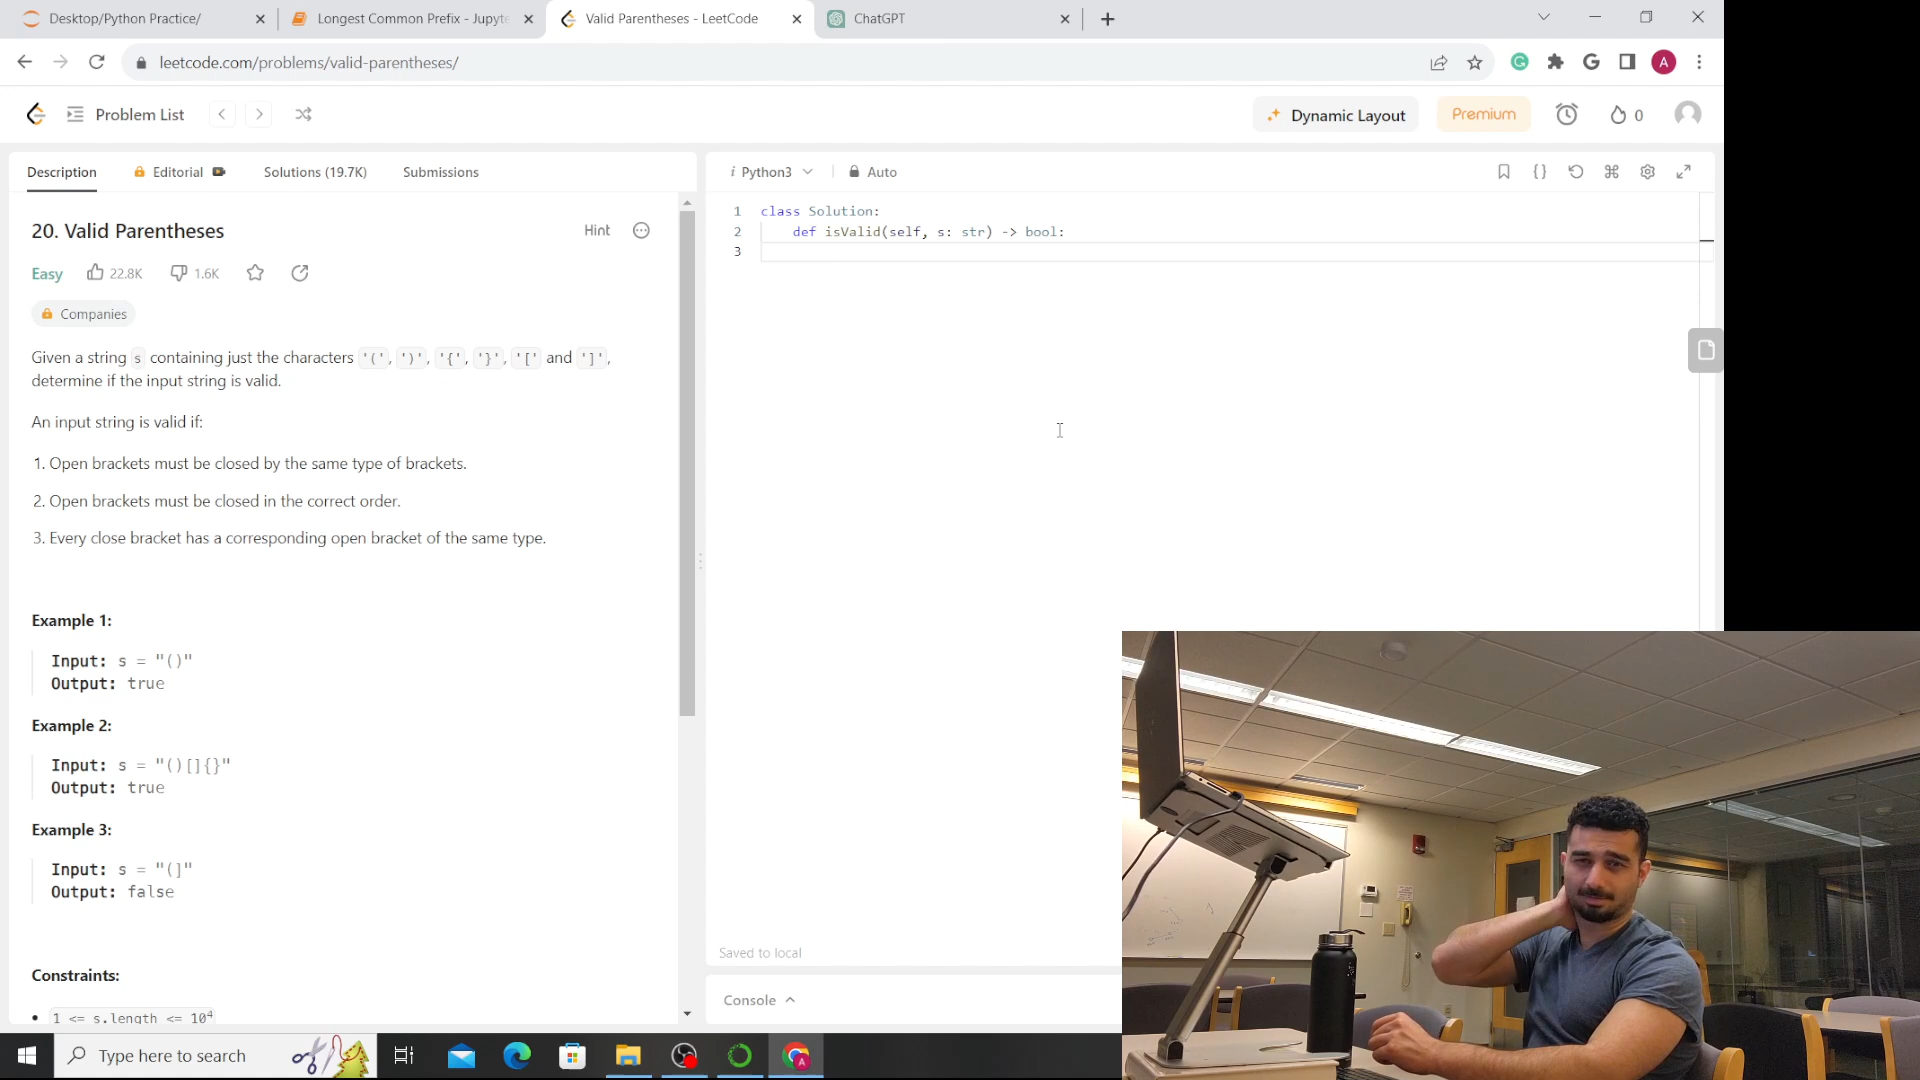 Desktop/Python Practice/
Longest Common Prefix - Jupyte
Valid Parentheses - LeetCode
ChatGPT
leetcode.com/problems/valid-parentheses/
A
Problem List
Dynamic Layout
Premium
0
Description
Editorial
Solutions (19.7K)
Submissions
i Python3
Auto
20. Valid Parentheses
Hint
Easy
22.8K
1.6K
Companies
Given a string s containing just the characters '(', ')', '{', '}', '[' and ']',
determine if the input string is valid.
An input string is valid if:
1. Open brackets must be closed by the same type of brackets.
2. Open brackets must be closed in the correct order.
3. Every close bracket has a corresponding open bracket of the same type.
Example 1:
Input: s = "()"
Output: true
Example 2:
Input: s = "()[]{}"
Output: true
Example 3:
Input: s = "(]"
Output: false
Constraints:
• 1 <= s.length <= 10⁴
1 class Solution:
2 def isValid(self, s: str) -> bool:
3
Saved to local
Console
Type here to search
A